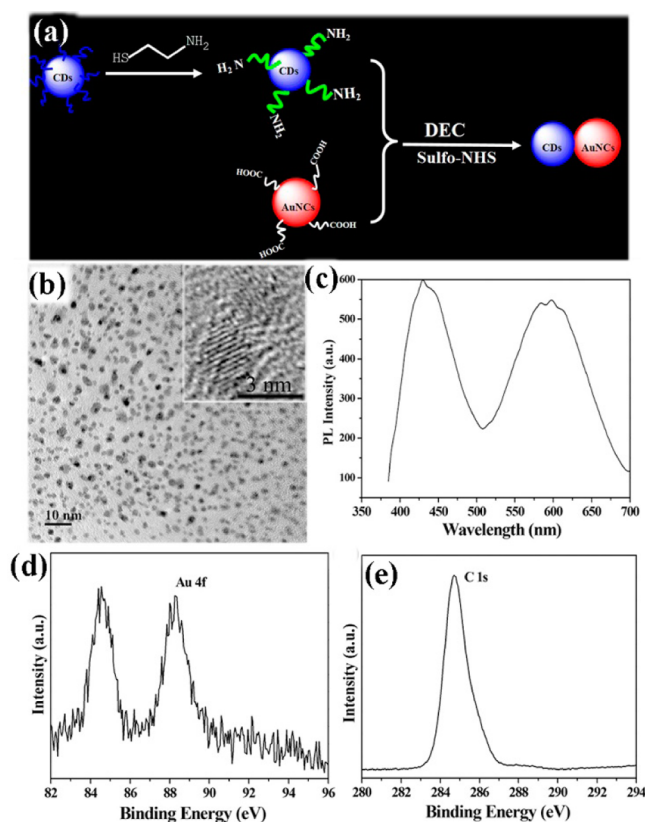 (a)
HS
NH2
CDs
NH2
H2 N
CDs
NH2
NH2
DEC
Sulfo-NHS
CDs
AuNCs
HOOC
COOH
AuNCs
COOH
HOOC
(b)
3 nm
10 nm
(c)
600
500
400
300
200
100
PL Intensity (a.u.)
350 400 450 500 550 600 650 700
Wavelength (nm)
(d)
Au 4f
Intensity (a.u.)
82 84 86 88 90 92 94 96
Binding Energy (eV)
(e)
C 1s
Intensity (a.u.)
280 282 284 286 288 290 292 294
Binding Energy (eV)